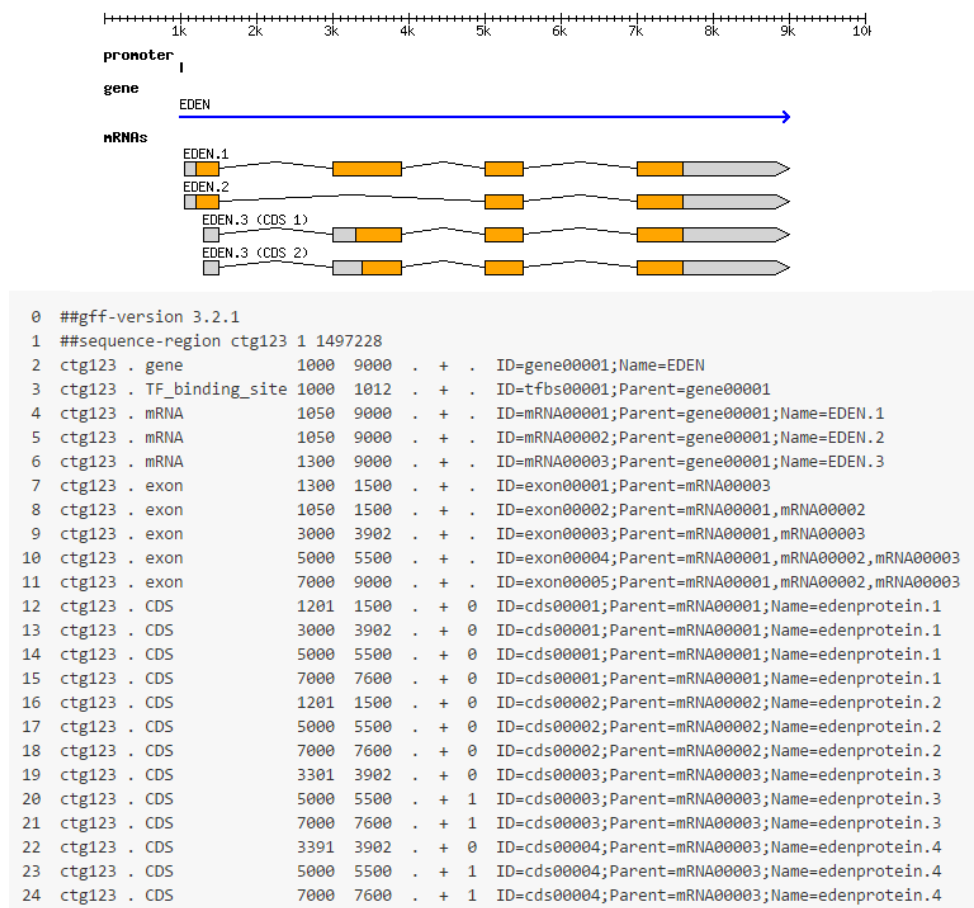 1k 2k 3k 4k 5k 6k 7k 8k 9k 10k
promoter
gene
EDEN
mRNAs
EDEN.1
EDEN.2
EDEN.3 (CDS 1)
EDEN.3 (CDS 2)
0 ##gff-version 3.2.1
1 ##sequence-region ctg123 1 1497228
2 ctg123 . gene 1000 9000 . + . ID=gene00001;Name=EDEN
3 ctg123 . TF_binding_site 1000 1012 . + . ID=tfbs00001;Parent=gene00001
4 ctg123 . mRNA 1050 9000 . + . ID=mRNA00001;Parent=gene00001;Name=EDEN.1
5 ctg123 . mRNA 1050 9000 . + . ID=mRNA00002;Parent=gene00001;Name=EDEN.2
6 ctg123 . mRNA 1300 9000 . + . ID=mRNA00003;Parent=gene00001;Name=EDEN.3
7 ctg123 . exon 1300 1500 . + . ID=exon00001;Parent=mRNA00003
8 ctg123 . exon 1050 1500 . + . ID=exon00002;Parent=mRNA00001,mRNA00002
9 ctg123 . exon 3000 3902 . + . ID=exon00003;Parent=mRNA00001,mRNA00003
10 ctg123 . exon 5000 5500 . + . ID=exon00004;Parent=mRNA00001,mRNA00002,mRNA00003
11 ctg123 . exon 7000 9000 . + . ID=exon00005;Parent=mRNA00001,mRNA00002,mRNA00003
12 ctg123 . CDS 1201 1500 . + 0 ID=cds00001;Parent=mRNA00001;Name=edenprotein.1
13 ctg123 . CDS 3000 3902 . + 0 ID=cds00001;Parent=mRNA00001;Name=edenprotein.1
14 ctg123 . CDS 5000 5500 . + 0 ID=cds00001;Parent=mRNA00001;Name=edenprotein.1
15 ctg123 . CDS 7000 7600 . + 0 ID=cds00001;Parent=mRNA00001;Name=edenprotein.1
16 ctg123 . CDS 1201 1500 . + 0 ID=cds00002;Parent=mRNA00002;Name=edenprotein.2
17 ctg123 . CDS 5000 5500 . + 0 ID=cds00002;Parent=mRNA00002;Name=edenprotein.2
18 ctg123 . CDS 7000 7600 . + 0 ID=cds00002;Parent=mRNA00002;Name=edenprotein.2
19 ctg123 . CDS 3301 3902 . + 0 ID=cds00003;Parent=mRNA00003;Name=edenprotein.3
20 ctg123 . CDS 5000 5500 . + 1 ID=cds00003;Parent=mRNA00003;Name=edenprotein.3
21 ctg123 . CDS 7000 7600 . + 1 ID=cds00003;Parent=mRNA00003;Name=edenprotein.3
22 ctg123 . CDS 3391 3902 . + 0 ID=cds00004;Parent=mRNA00003;Name=edenprotein.4
23 ctg123 . CDS 5000 5500 . + 1 ID=cds00004;Parent=mRNA00003;Name=edenprotein.4
24 ctg123 . CDS 7000 7600 . + 1 ID=cds00004;Parent=mRNA00003;Name=edenprotein.4